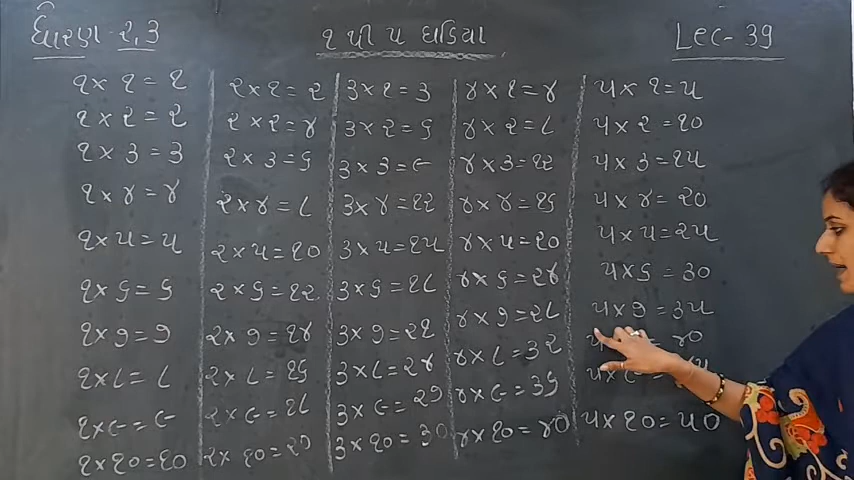 ધોરણ - ૨,૩
૧ થી ૫ ઘડિયા
Lec - 39
૧ × ૧ = ૧
૧ × ૨ = ૨
૧ × ૩ = ૩
૧ × ૪ = ૪
૧ × ૫ = ૫
૧ × ૬ = ૬
૧ × ૭ = ૭
૧ × ૮ = ૮
૧ × ૯ = ૯
૧ × ૧૦ = ૧૦
૨ × ૧ = ૨
૨ × ૨ = ૪
૨ × ૩ = ૬
૨ × ૪ = ૮
૨ × ૫ = ૧૦
૨ × ૬ = ૧૨
૨ × ૭ = ૧૪
૨ × ૮ = ૧૬
૨ × ૯ = ૧૮
૨ × ૧૦ = ૨૦
૩ × ૧ = ૩
૩ × ૨ = ૬
૩ × ૩ = ૯
૩ × ૪ = ૧૨
૩ × ૫ = ૧૫
૩ × ૬ = ૧૮
૩ × ૭ = ૨૧
૩ × ૮ = ૨૪
૩ × ૯ = ૨૭
૩ × ૧૦ = ૩૦
૪ × ૧ = ૪
૪ × ૨ = ૮
૪ × ૩ = ૧૨
૪ × ૪ = ૧૬
૪ × ૫ = ૨૦
૪ × ૬ = ૨૪
૪ × ૭ = ૨૮
૪ × ૮ = ૩૨
૪ × ૯ = ૩૬
૪ × ૧૦ = ૪૦
૫ × ૧ = ૫
૫ × ૨ = ૧૦
૫ × ૩ = ૧૫
૫ × ૪ = ૨૦
૫ × ૫ = ૨૫
૫ × ૬ = ૩૦
૫ × ૭ = ૩૫
૫ = ૪૦
૫ × ૯ =
૫ × ૧૦ = ૫૦